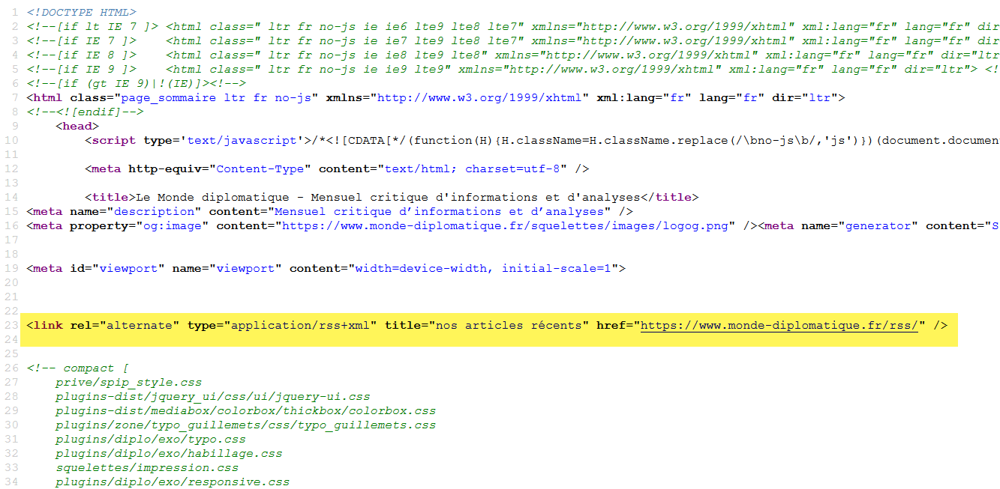 1 <!DOCTYPE HTML>
2 <!--[if lt IE 7 ]> <html class=" ltr fr no-js ie ie6 lte9 lte8 lte7" xmlns="http://www.w3.org/1999/xhtml" xml:lang="fr" lang="fr" dir
3 <!--[if IE 7 ]>    <html class=" ltr fr no-js ie ie7 lte9 lte8 lte7" xmlns="http://www.w3.org/1999/xhtml" xml:lang="fr" lang="fr" dir
4 <!--[if IE 8 ]>    <html class=" ltr fr no-js ie ie8 lte9 lte8" xmlns="http://www.w3.org/1999/xhtml" xml:lang="fr" lang="fr" dir="ltr
5 <!--[if IE 9 ]>    <html class=" ltr fr no-js ie ie9 lte9" xmlns="http://www.w3.org/1999/xhtml" xml:lang="fr" lang="fr" dir="ltr"> <!
6 <!--[if (gt IE 9)|!(IE)]><!-->
7 <html class="page_sommaire ltr fr no-js" xmlns="http://www.w3.org/1999/xhtml" xml:lang="fr" lang="fr" dir="ltr">
8 <!--<![endif]-->
9     <head>
10         <script type='text/javascript'>/*<![CDATA[*/(function(H){H.className=H.className.replace(/\bno-js\b/,'js')})(document.documen
11
12         <meta http-equiv="Content-Type" content="text/html; charset=utf-8" />
13
14         <title>Le Monde diplomatique - Mensuel critique d'informations et d'analyses</title>
15 <meta name="description" content="Mensuel critique d’informations et d’analyses" />
16 <meta property="og:image" content="https://www.monde-diplomatique.fr/squelettes/images/logog.png" /><meta name="generator" content="S
17
18
19 <meta id="viewport" name="viewport" content="width=device-width, initial-scale=1">
20
21
22
23 <link rel="alternate" type="application/rss+xml" title="nos articles récents" href="https://www.monde-diplomatique.fr/rss/" />
24
25
26 <!-- compact [
27     prive/spip_style.css
28     plugins-dist/jquery_ui/css/ui/jquery-ui.css
29     plugins-dist/mediabox/colorbox/thickbox/colorbox.css
30     plugins/zone/typo_guillemets/css/typo_guillemets.css
31     plugins/diplo/exo/typo.css
32     plugins/diplo/exo/habillage.css
33     squelettes/impression.css
34     plugins/diplo/exo/responsive.css